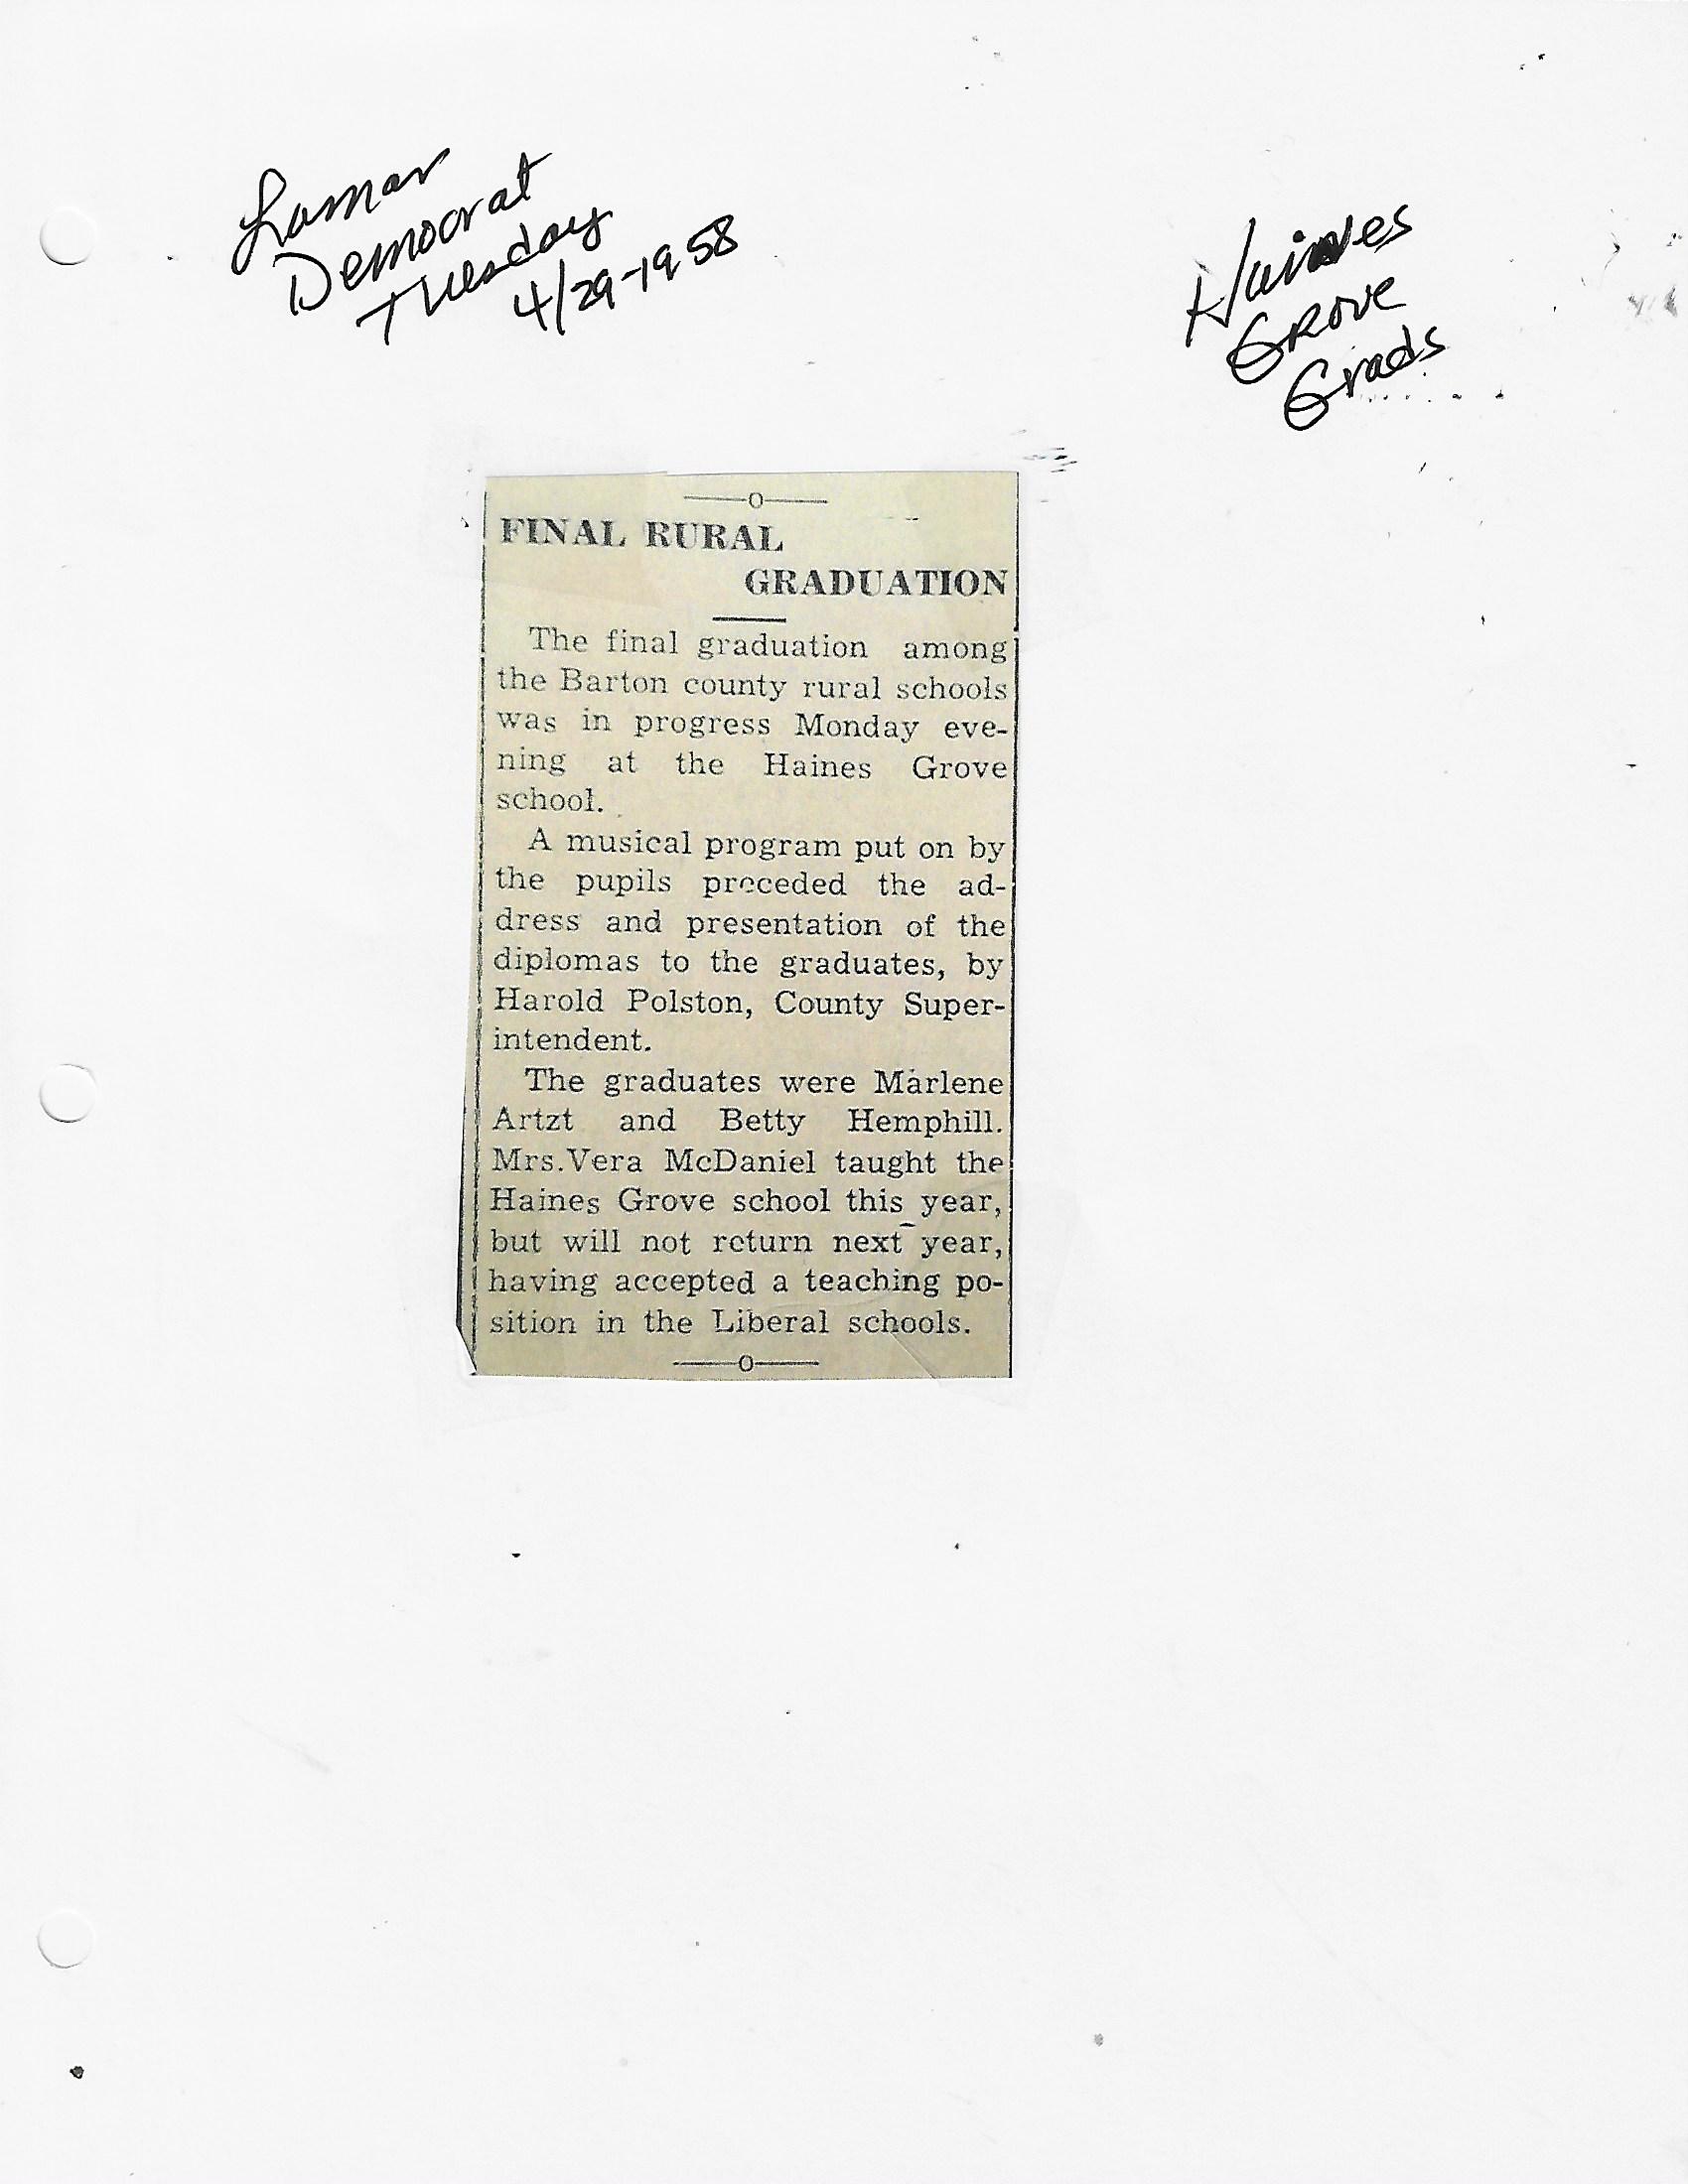 Lamar
Democrat
Tuesday
4/29-1958
Haines
Grove
Grads
—o—
FINAL RURAL
GRADUATION
The final graduation among
the Barton county rural schools
was in progress Monday eve-
ning at the Haines Grove
school.
A musical program put on by
the pupils preceded the ad-
dress and presentation of the
diplomas to the graduates, by
Harold Polston, County Super-
intendent.
The graduates were Marlene
Artzt and Betty Hemphill.
Mrs.Vera McDaniel taught the
Haines Grove school this year,
but will not return next year,
having accepted a teaching po-
sition in the Liberal schools.
—o—